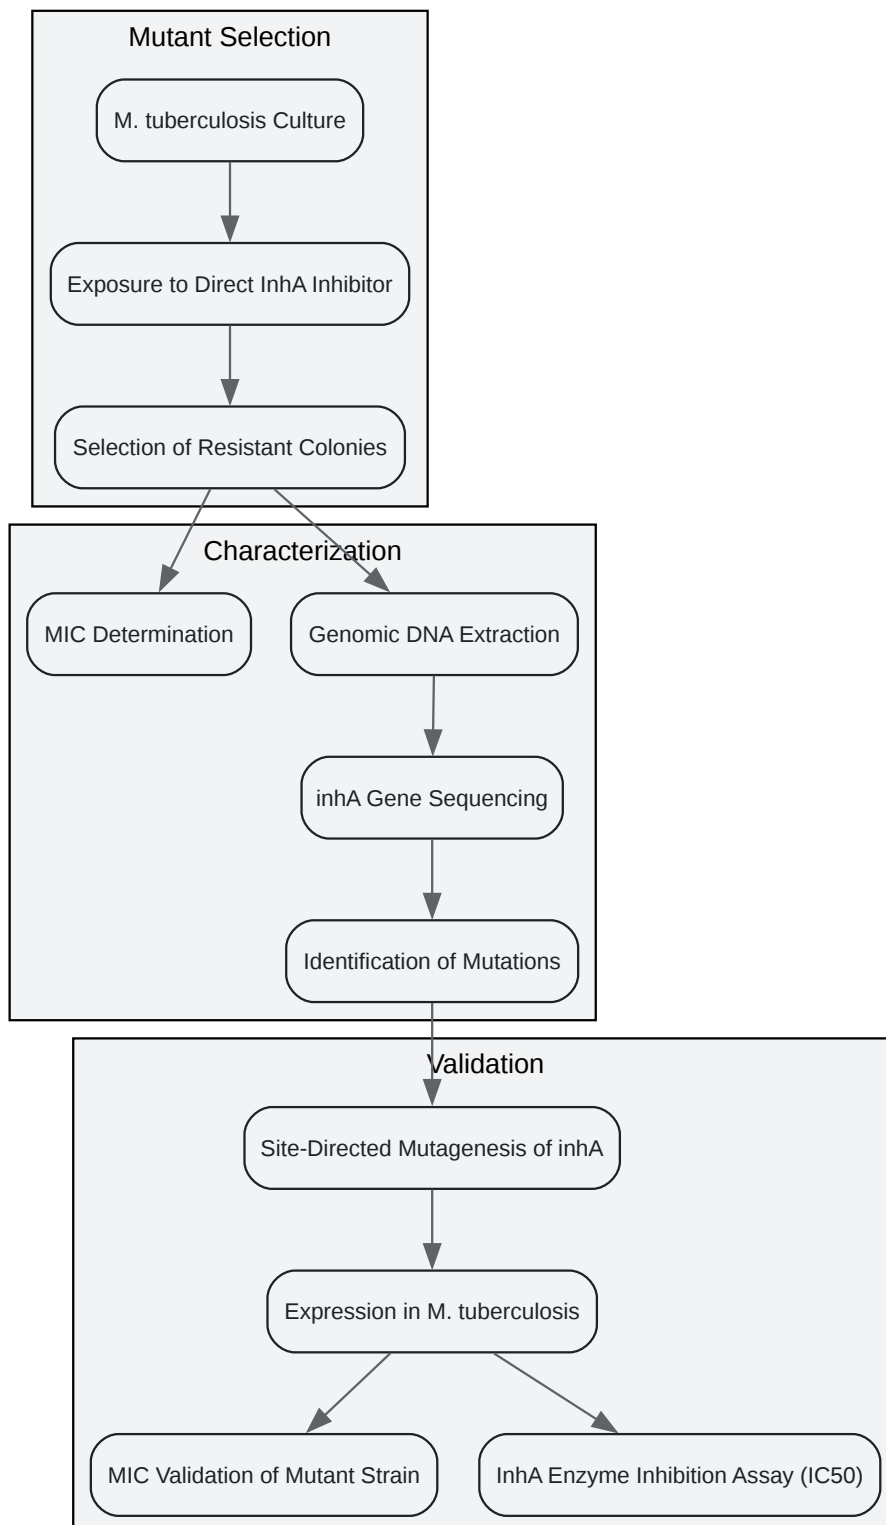 Mutant Selection
M. tuberculosis Culture
Exposure to Direct InhA Inhibitor
Selection of Resistant Colonies
Characterization
MIC Determination
Genomic DNA Extraction
inhA Gene Sequencing
Identification of Mutations
Validation
Site-Directed Mutagenesis of inhA
Expression in M. tuberculosis
MIC Validation of Mutant Strain
InhA Enzyme Inhibition Assay (IC50)